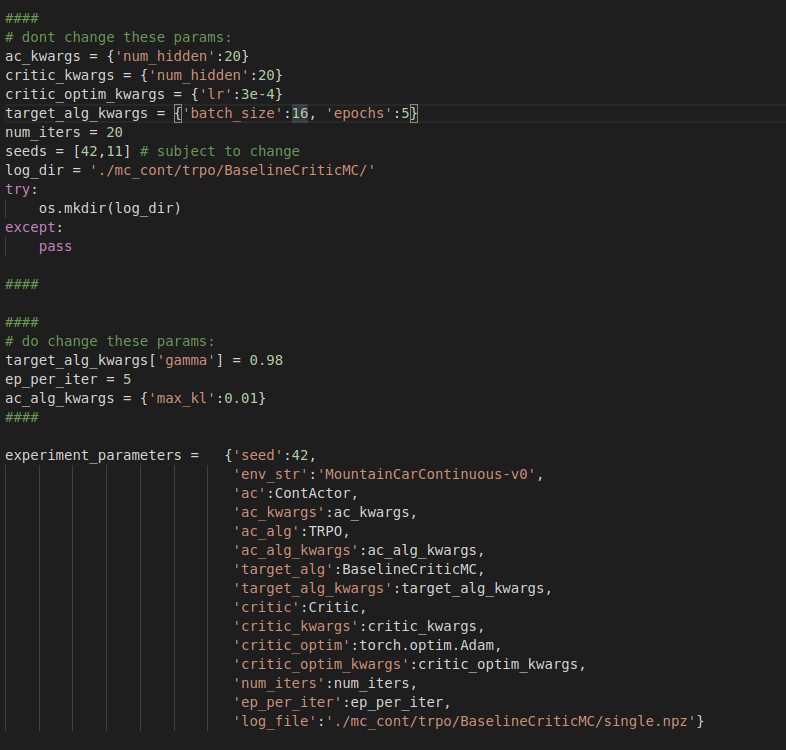 ####
# dont change these params:
ac_kwargs = {'num_hidden':20}
critic_kwargs = {'num_hidden':20}
critic_optim_kwargs = {'lr':3e-4}
target_alg_kwargs = {'batch_size':16, 'epochs':5}
num_iters = 20
seeds = [42,11] # subject to change
log_dir = './mc_cont/trpo/BaselineCriticMC/'
try:
    os.mkdir(log_dir)
except:
    pass
####
####
# do change these params:
target_alg_kwargs['gamma'] = 0.98
ep_per_iter = 5
ac_alg_kwargs = {'max_kl':0.01}
####
experiment_parameters =   {'seed':42,
                           'env_str':'MountainCarContinuous-v0',
                           'ac':ContActor,
                           'ac_kwargs':ac_kwargs,
                           'ac_alg':TRPO,
                           'ac_alg_kwargs':ac_alg_kwargs,
                           'target_alg':BaselineCriticMC,
                           'target_alg_kwargs':target_alg_kwargs,
                           'critic':Critic,
                           'critic_kwargs':critic_kwargs,
                           'critic_optim':torch.optim.Adam,
                           'critic_optim_kwargs':critic_optim_kwargs,
                           'num_iters':num_iters,
                           'ep_per_iter':ep_per_iter,
                           'log_file':'./mc_cont/trpo/BaselineCriticMC/single.npz'}